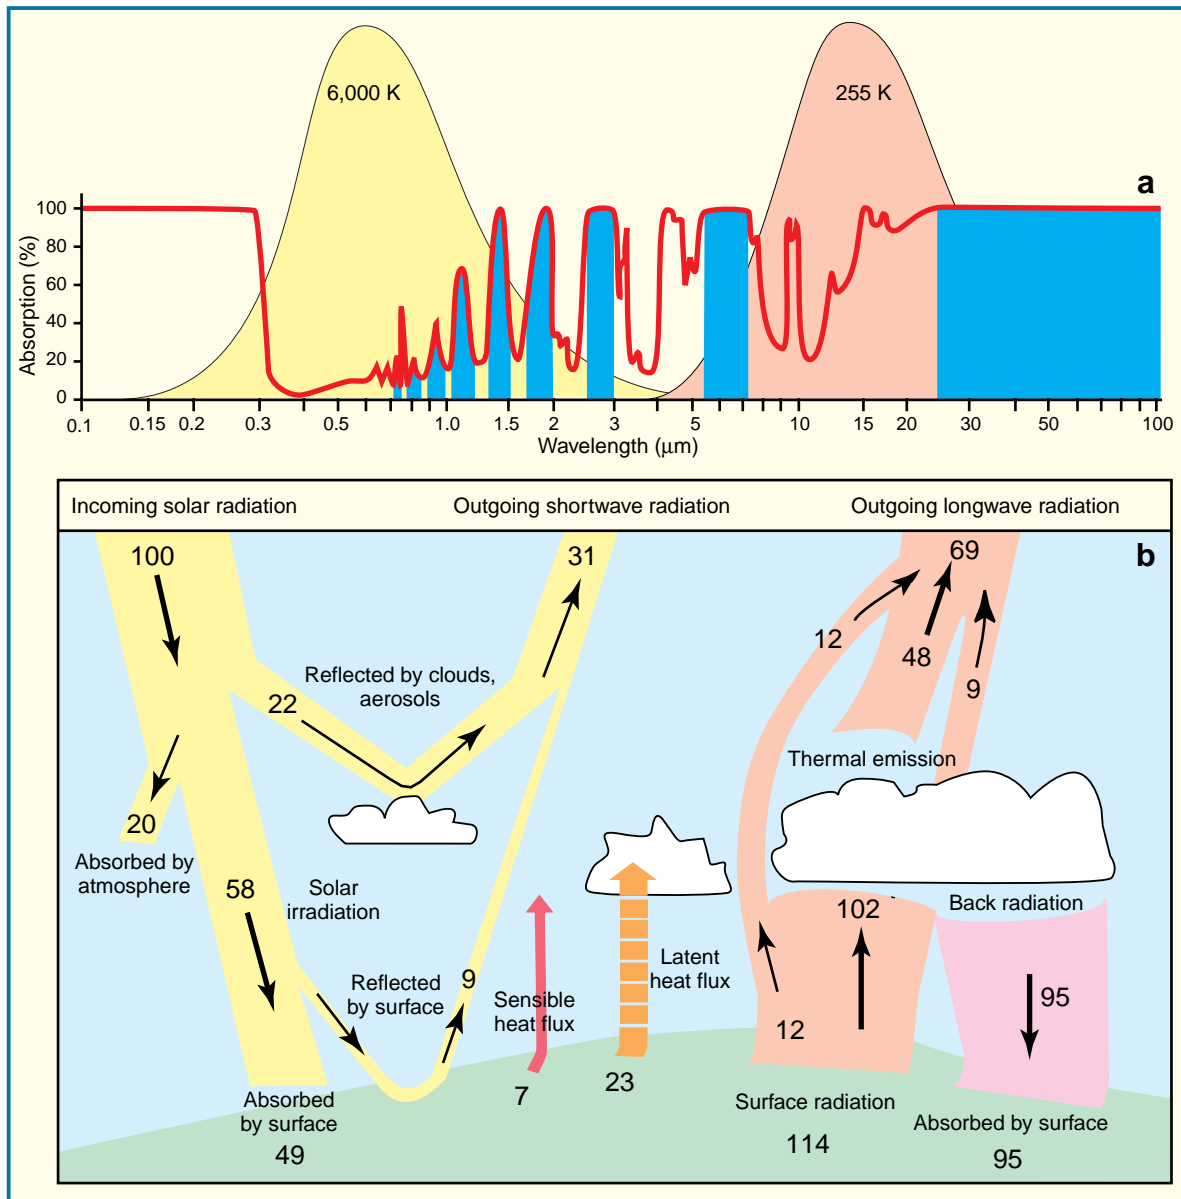 6,000 K
255 K
a
Absorption (%)
100
80
60
40
20
0
0.1 0.15 0.2 0.3 0.5 1.0 1.5 2 3 5 10 15 20 30 50 100
Wavelength (μm)
Incoming solar radiation
Outgoing shortwave radiation
Outgoing longwave radiation
b
100
31
69
12
48
9
Reflected by clouds,
aerosols
22
Thermal emission
20
Absorbed by
atmosphere
58
Solar
irradiation
102
Back radiation
Reflected
by surface
9
Sensible
heat flux
Latent
heat flux
95
12
7
23
Absorbed
by surface
49
Surface radiation
114
Absorbed by surface
95